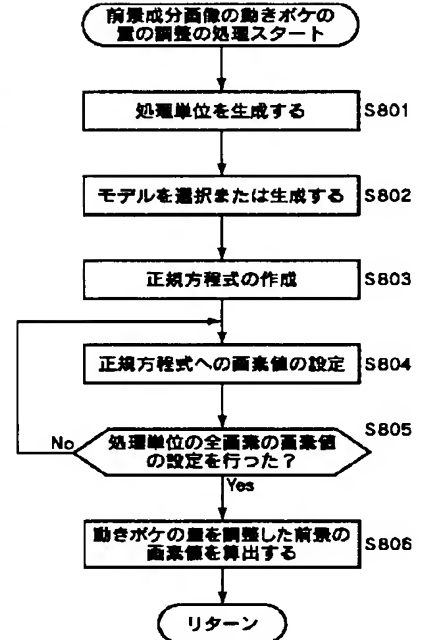 前景成分画像の動きボケの
量の調整の処理スタート
処理単位を生成する
S801
モデルを選択または生成する
S802
正規方程式の作成
S803
正規方程式への画素値の設定
S804
処理単位の全画素の画素値
の設定を行った？
S805
No
Yes
動きボケの量を調整した前景の
画素値を算出する
S806
リターン